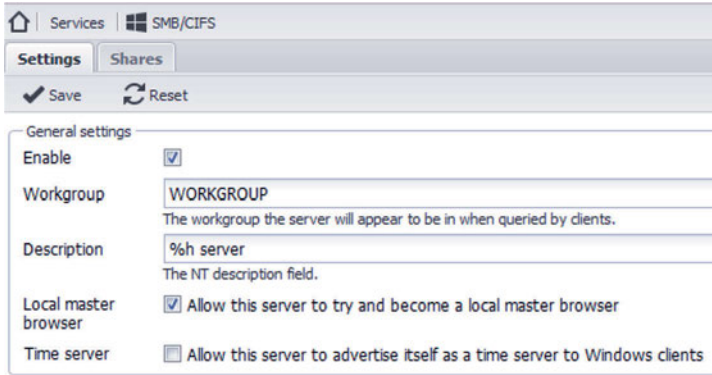 Services SMB/CIFS
Settings Shares
Save Reset
General settings
Enable
Workgroup WORKGROUP
The workgroup the server will appear to be in when queried by clients.
Description %h server
The NT description field.
Local master browser Allow this server to try and become a local master browser
Time server Allow this server to advertise itself as a time server to Windows clients